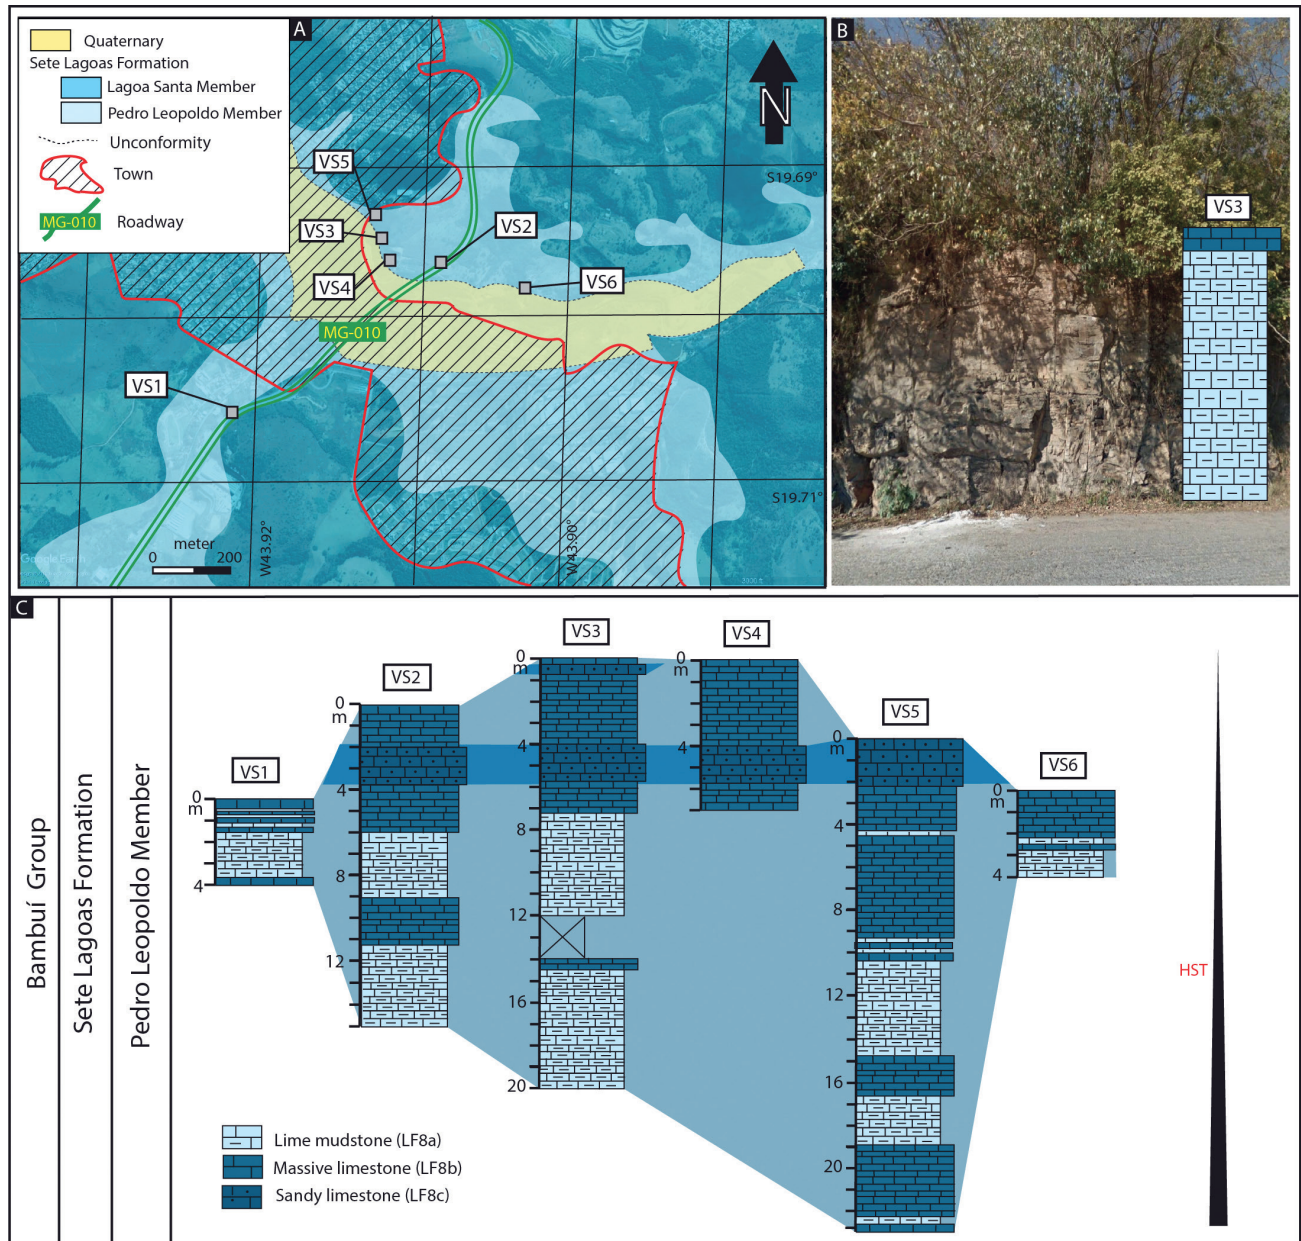 A
Quaternary
Sete Lagoas Formation
Lagoa Santa Member
Pedro Leopoldo Member
Unconformity
Town
MG-010
Roadway
N
S19.69°
VS5
VS3
VS2
VS4
VS6
MG-010
VS1
S19.71°
W43.92°
W43.90°
meter
0
200
Google Earth
B
VS3
C
Bambuí Group
Sete Lagoas Formation
Pedro Leopoldo Member
VS1
0
m
4
VS2
0
m
4
8
12
VS3
0
m
4
8
12
16
20
VS4
0
m
4
VS5
0
m
4
8
12
16
20
VS6
0
m
4
HST
Lime mudstone (LF8a)
Massive limestone (LF8b)
Sandy limestone (LF8c)